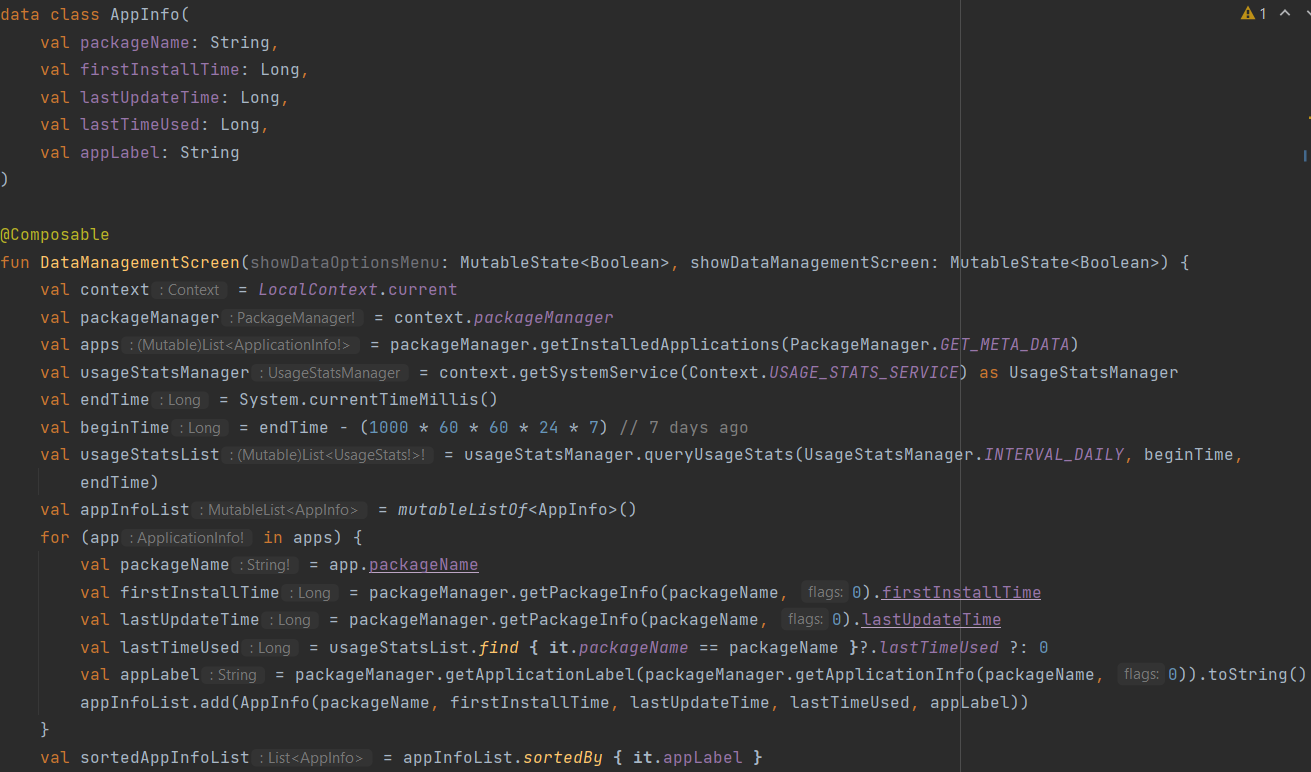 data class AppInfo(
    val packageName: String,
    val firstInstallTime: Long,
    val lastUpdateTime: Long,
    val lastTimeUsed: Long,
    val appLabel: String
)
1
@Composable
fun DataManagementScreen(showDataOptionsMenu: MutableState<Boolean>, showDataManagementScreen: MutableState<Boolean>) {
    val context : Context = LocalContext.current
    val packageManager : PackageManager! = context.packageManager
    val apps : (Mutable)List<ApplicationInfo!> = packageManager.getInstalledApplications(PackageManager.GET_META_DATA)
    val usageStatsManager : UsageStatsManager = context.getSystemService(Context.USAGE_STATS_SERVICE) as UsageStatsManager
    val endTime : Long = System.currentTimeMillis()
    val beginTime : Long = endTime - (1000 * 60 * 60 * 24 * 7) // 7 days ago
    val usageStatsList : (Mutable)List<UsageStats!>! = usageStatsManager.queryUsageStats(UsageStatsManager.INTERVAL_DAILY, beginTime,
        endTime)
    val appInfoList : MutableList<AppInfo> = mutableListOf<AppInfo>()
    for (app : ApplicationInfo! in apps) {
        val packageName : String! = app.packageName
        val firstInstallTime : Long = packageManager.getPackageInfo(packageName, flags: 0).firstInstallTime
        val lastUpdateTime : Long = packageManager.getPackageInfo(packageName, flags: 0).lastUpdateTime
        val lastTimeUsed : Long = usageStatsList.find { it.packageName == packageName }?.lastTimeUsed ?: 0
        val appLabel : String = packageManager.getApplicationLabel(packageManager.getApplicationInfo(packageName, flags: 0)).toString()
        appInfoList.add(AppInfo(packageName, firstInstallTime, lastUpdateTime, lastTimeUsed, appLabel))
    }
    val sortedAppInfoList : List<AppInfo> = appInfoList.sortedBy { it.appLabel }